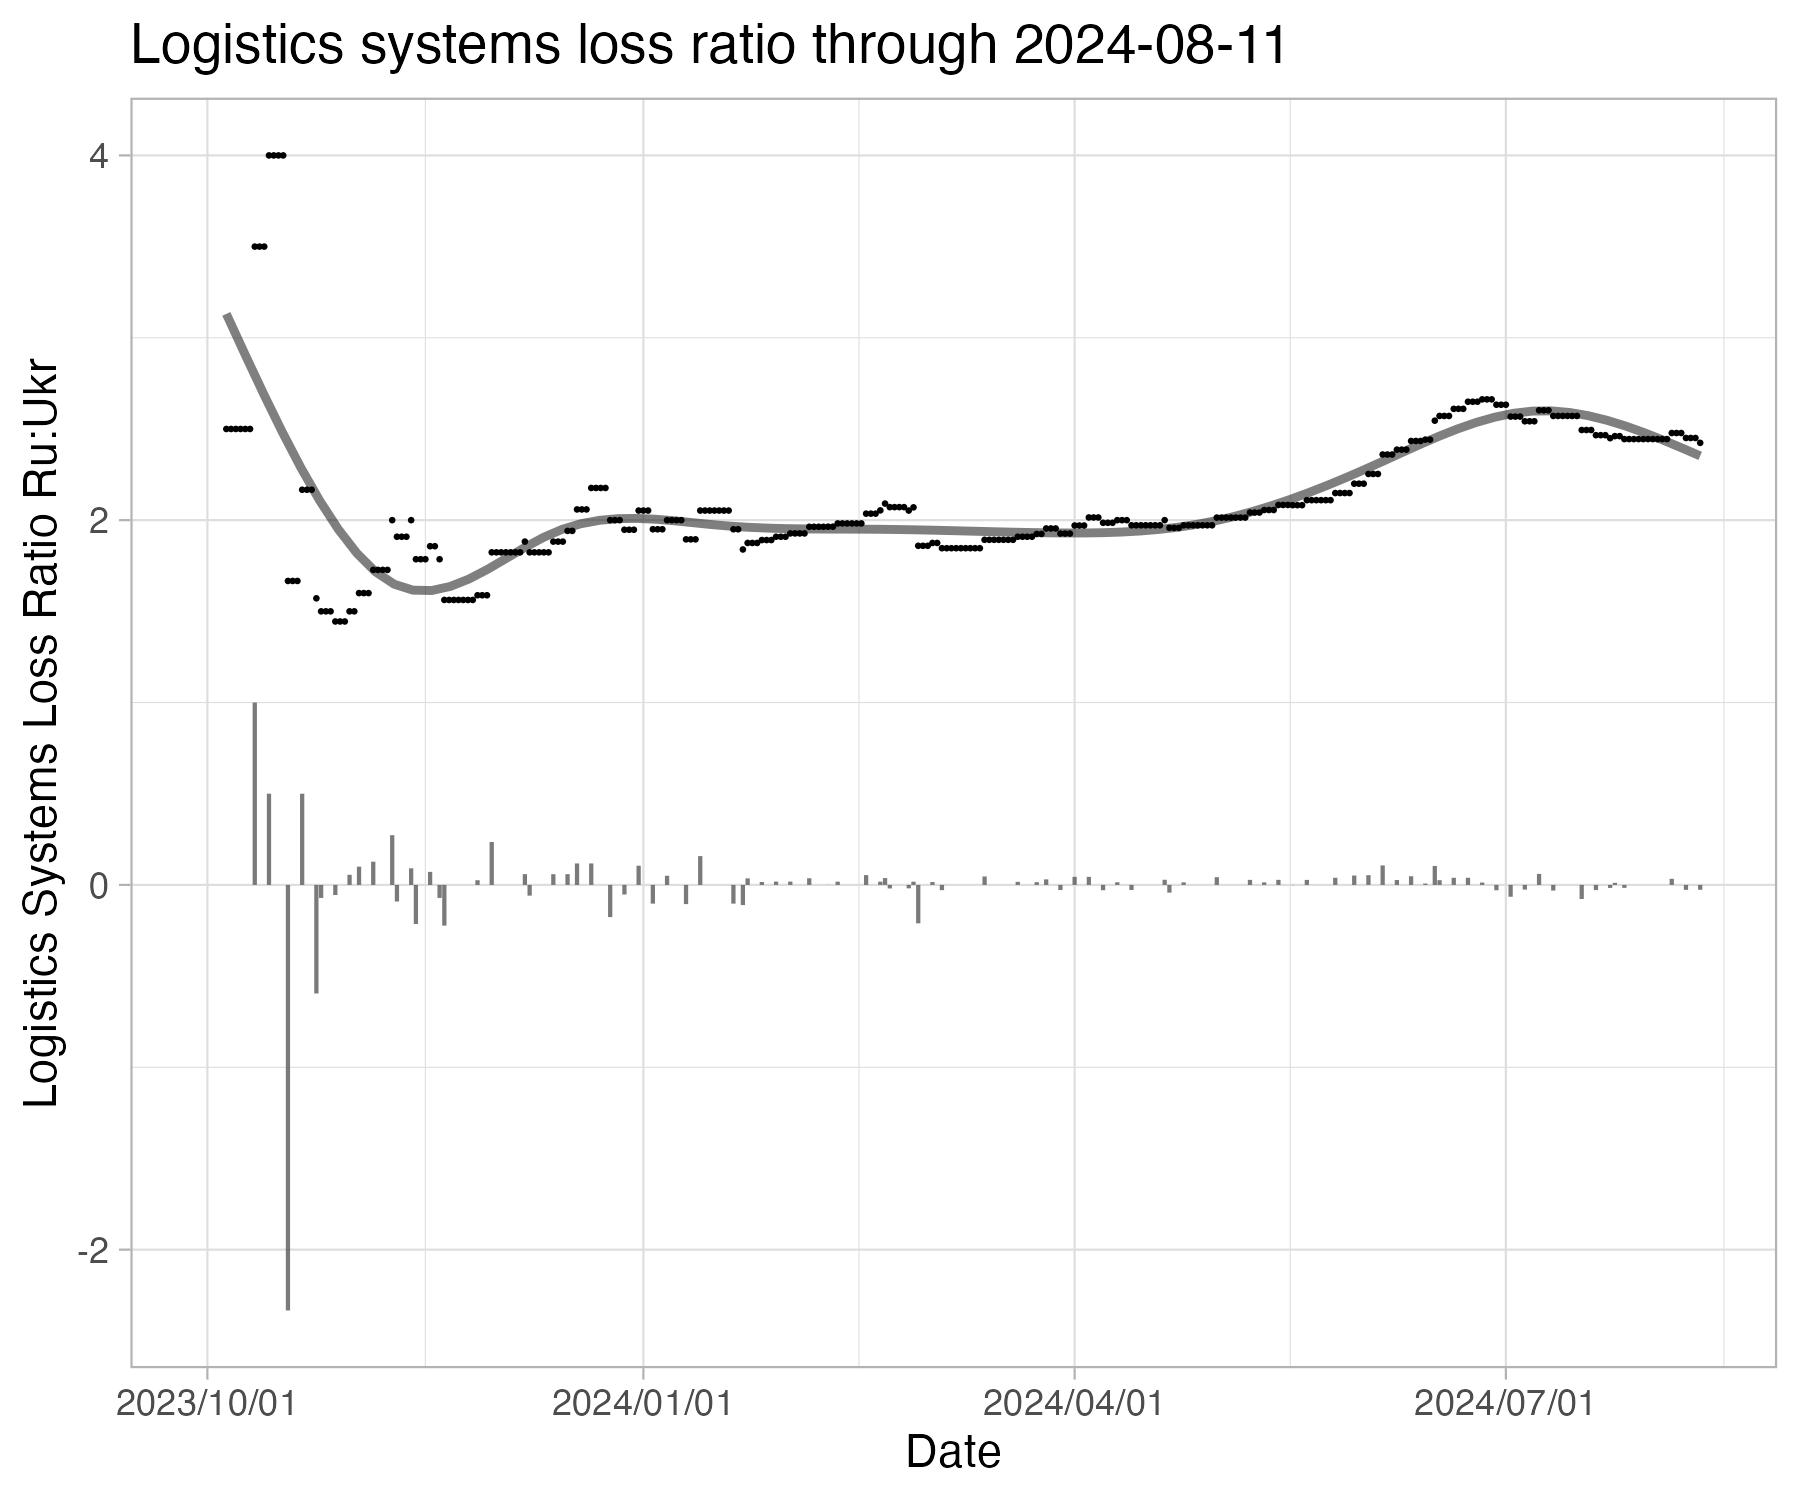 Logistics systems loss ratio through 2024-08-11
Logistics Systems Loss Ratio Ru:Ukr
4
2
0
-2
2023/10/01
2024/01/01
2024/04/01
2024/07/01
Date